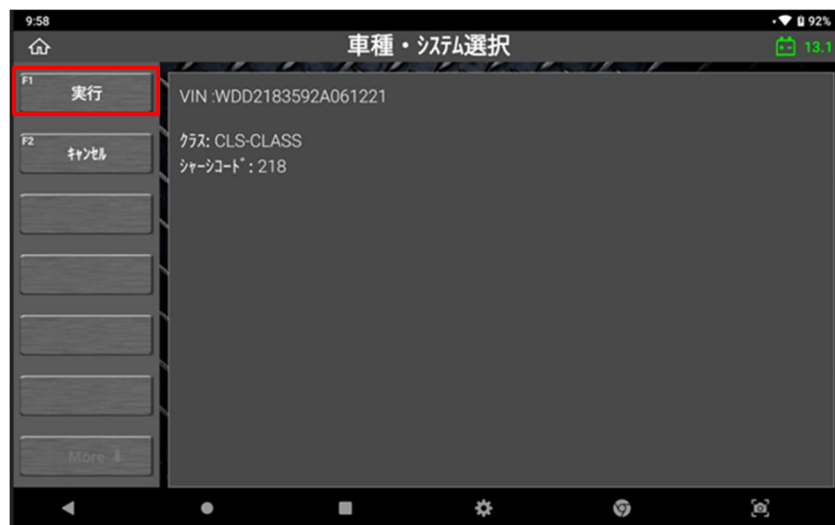 9:58
92%
車種・ｼｽﾃﾑ選択
13.1
F1
実行
F2
ｷｬﾝｾﾙ
VIN :WDD2183592A061221
ｸﾗｽ: CLS-CLASS
ｼｬｰｼｺｰﾄﾞ: 218
More ⬇